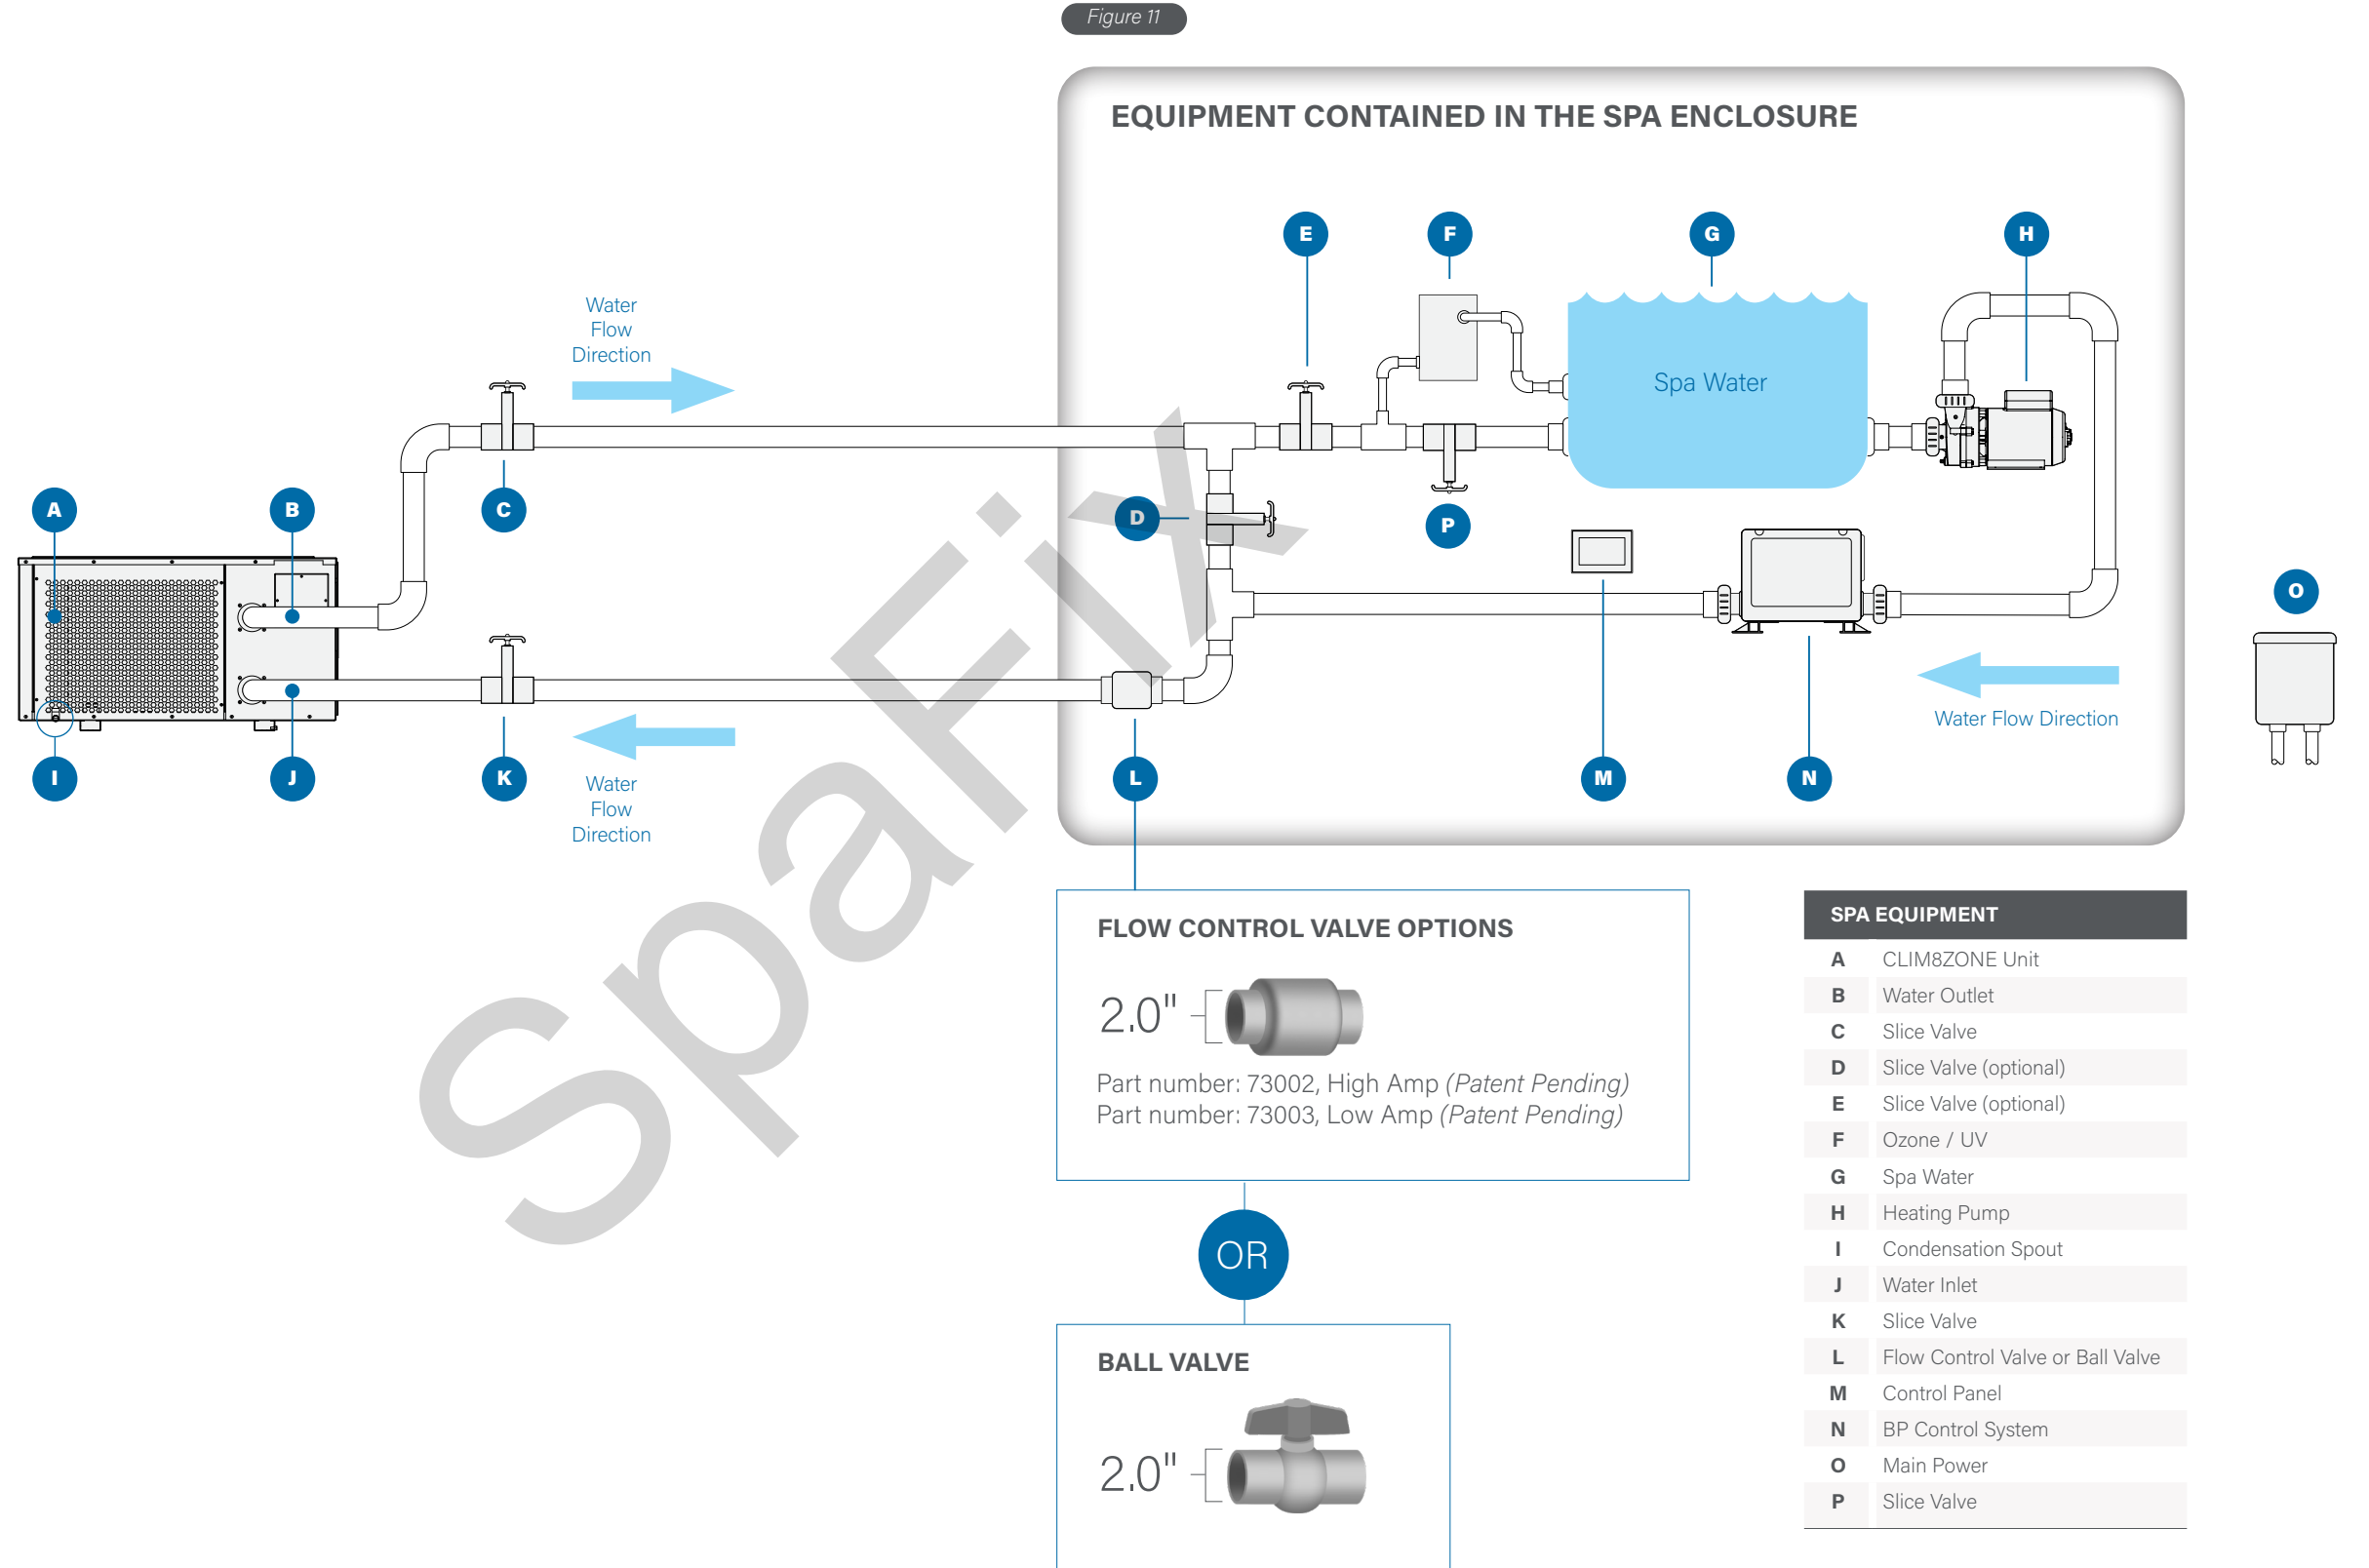 Figure 11
EQUIPMENT CONTAINED IN THE SPA ENCLOSURE
E
F
G
H
Water
Flow
Direction
Spa Water
A
B
C
D
P
O
Water Flow Direction
I
J
K
L
M
N
Water
Flow
Direction
SpaFix
FLOW CONTROL VALVE OPTIONS
2.0"
Part number: 73002, High Amp (Patent Pending)
Part number: 73003, Low Amp (Patent Pending)
OR
BALL VALVE
2.0"
SPA EQUIPMENT
A CLIM8ZONE Unit
B Water Outlet
C Slice Valve
D Slice Valve (optional)
E Slice Valve (optional)
F Ozone / UV
G Spa Water
H Heating Pump
I Condensation Spout
J Water Inlet
K Slice Valve
L Flow Control Valve or Ball Valve
M Control Panel
N BP Control System
O Main Power
P Slice Valve